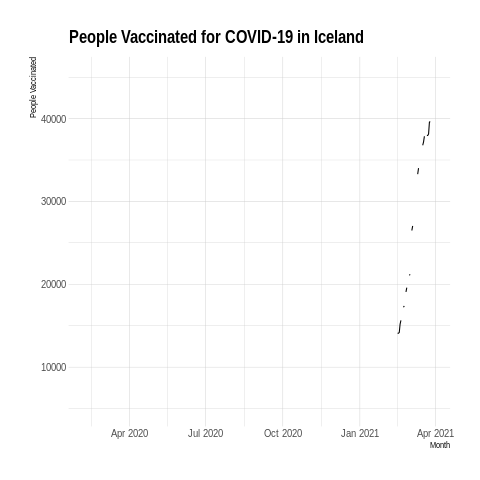 People Vaccinated for COVID-19 in Iceland
People Vaccinated
40000
30000
20000
10000
Apr 2020 Jul 2020 Oct 2020 Jan 2021 Apr 2021
Month